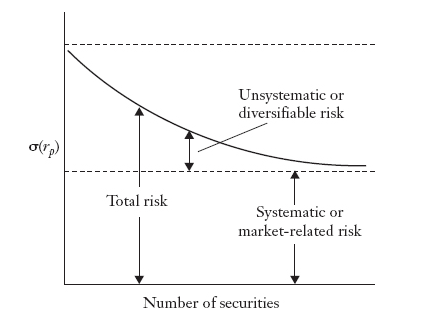 Unsystematic or
diversifiable risk
σ(rp)
Total risk
Systematic or
market-related risk
Number of securities